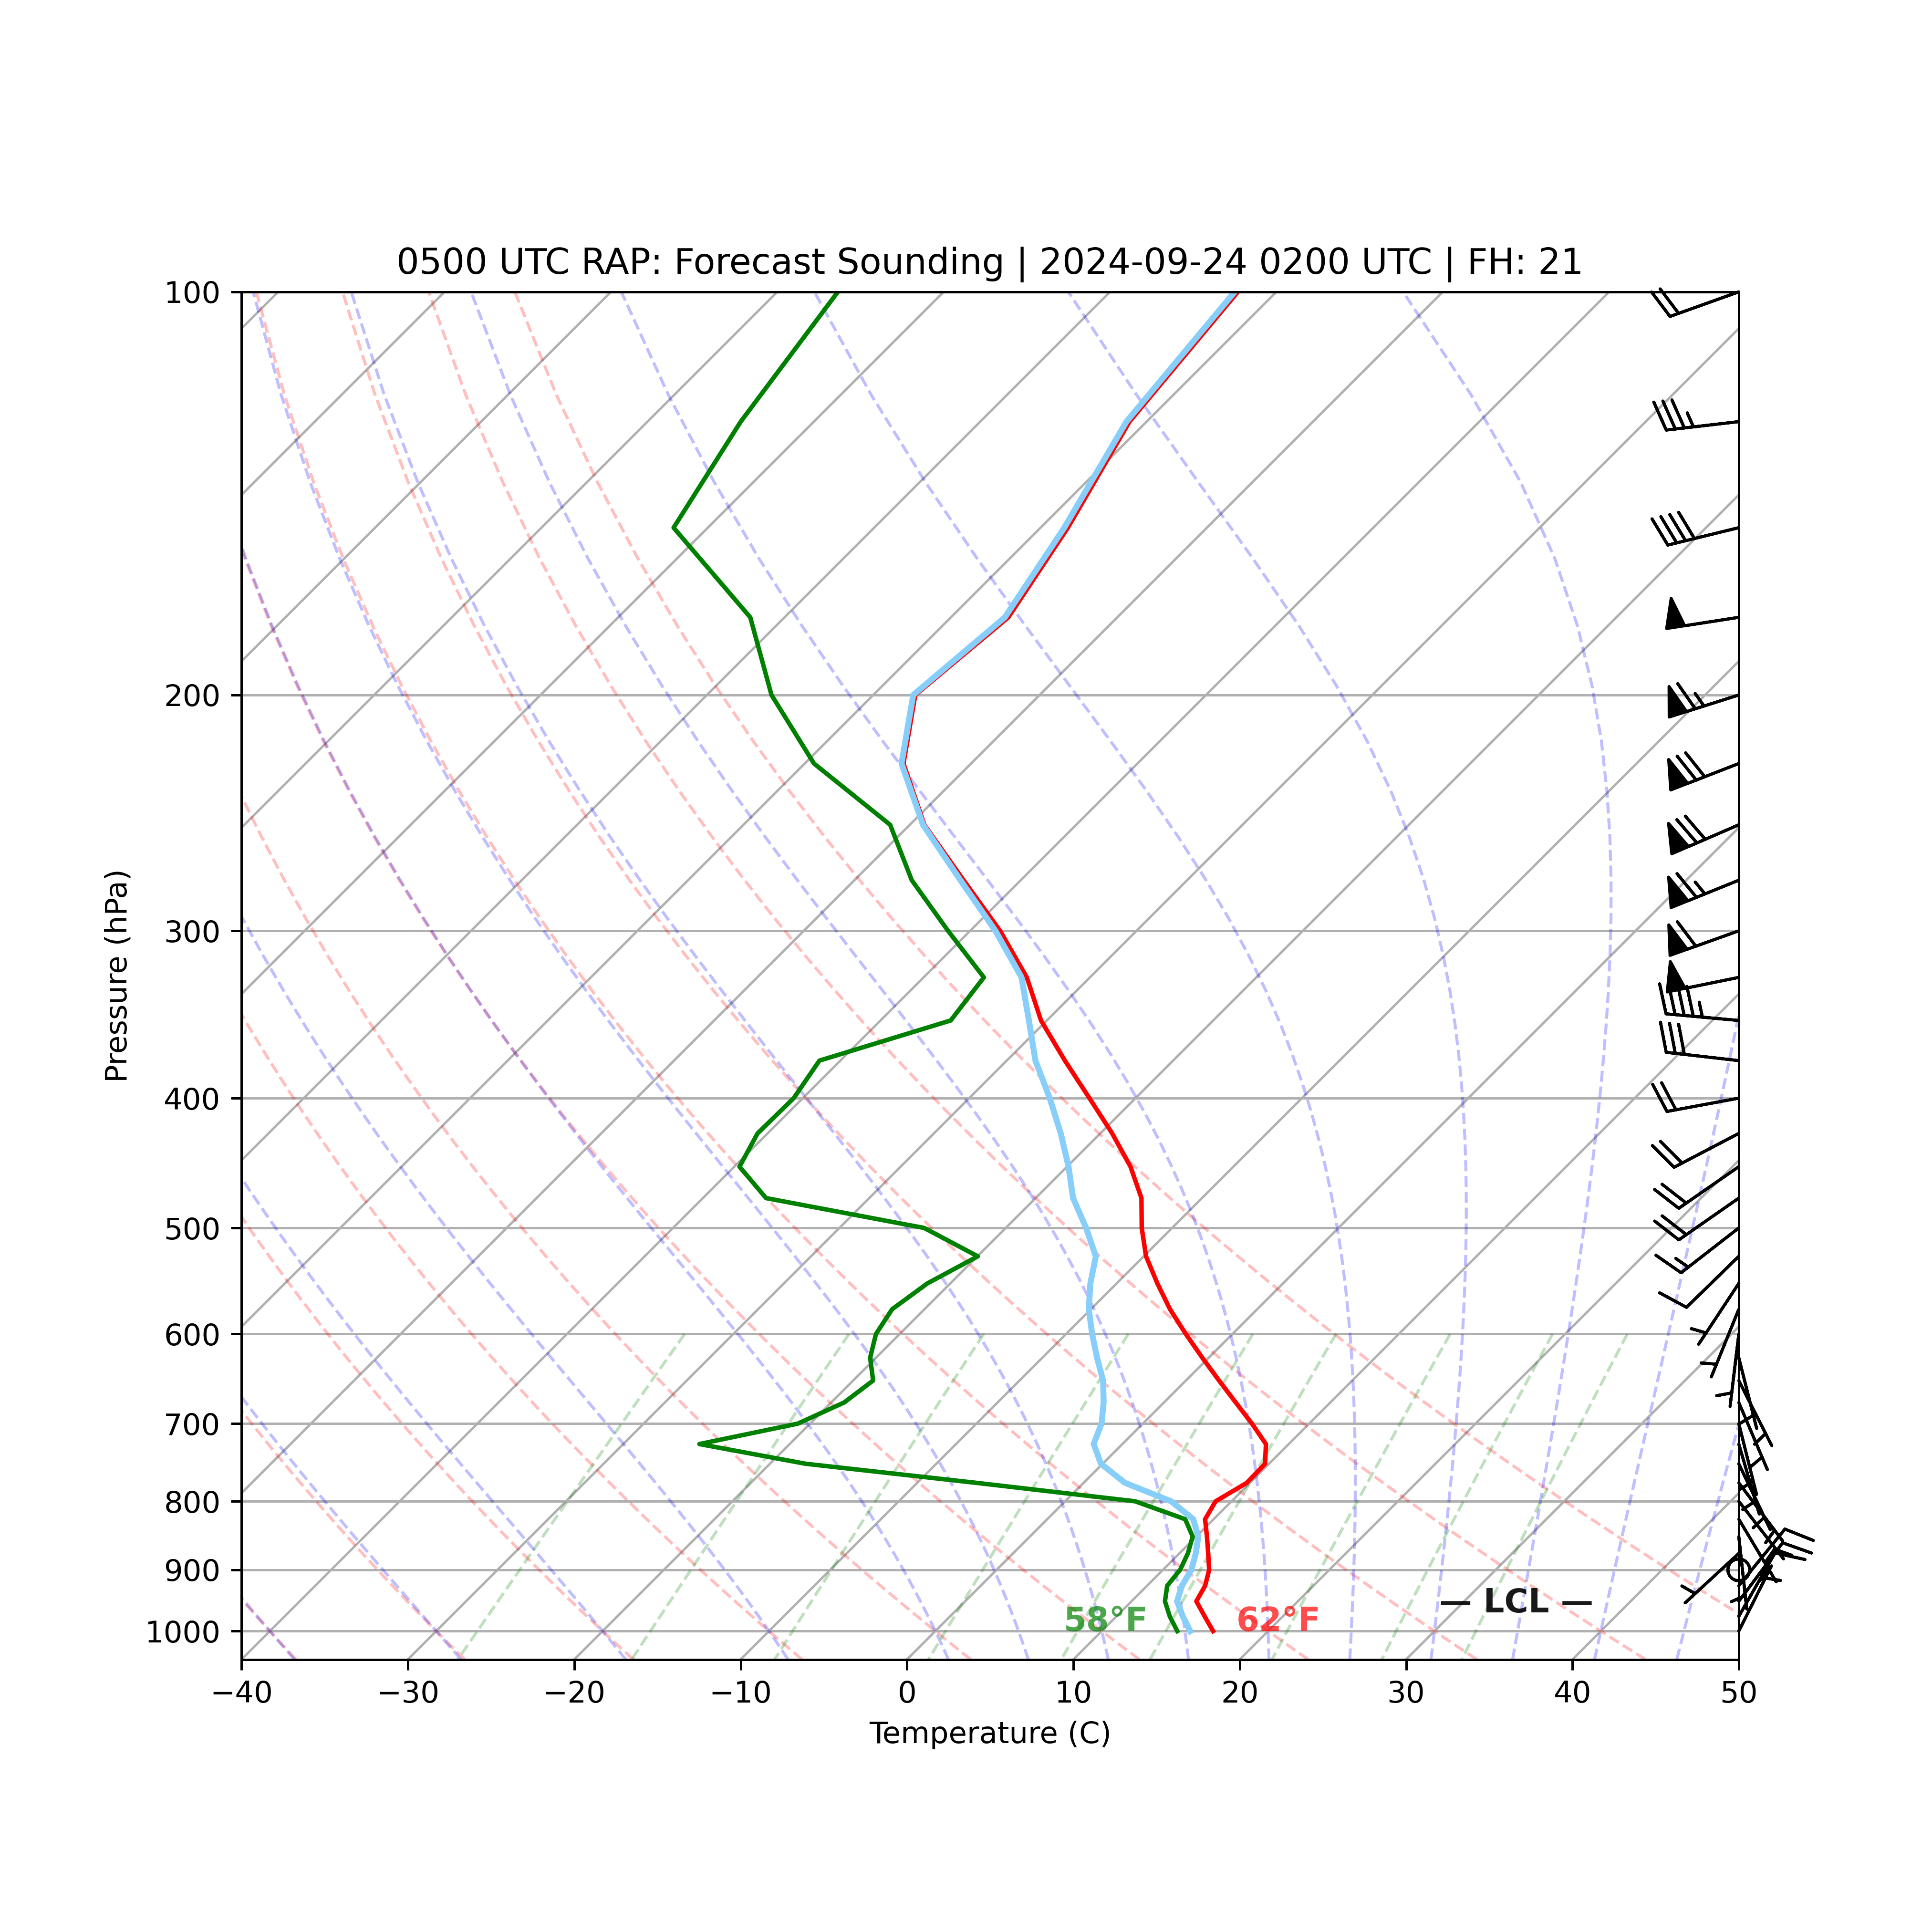 0500 UTC RAP: Forecast Sounding | 2024-09-24 0200 UTC | FH: 21
100
200
300
400
500
600
700
800
900
1000
Pressure (hPa)
58°F
62°F
— LCL —
−40 −30 −20 −10 0 10 20 30 40 50
Temperature (C)